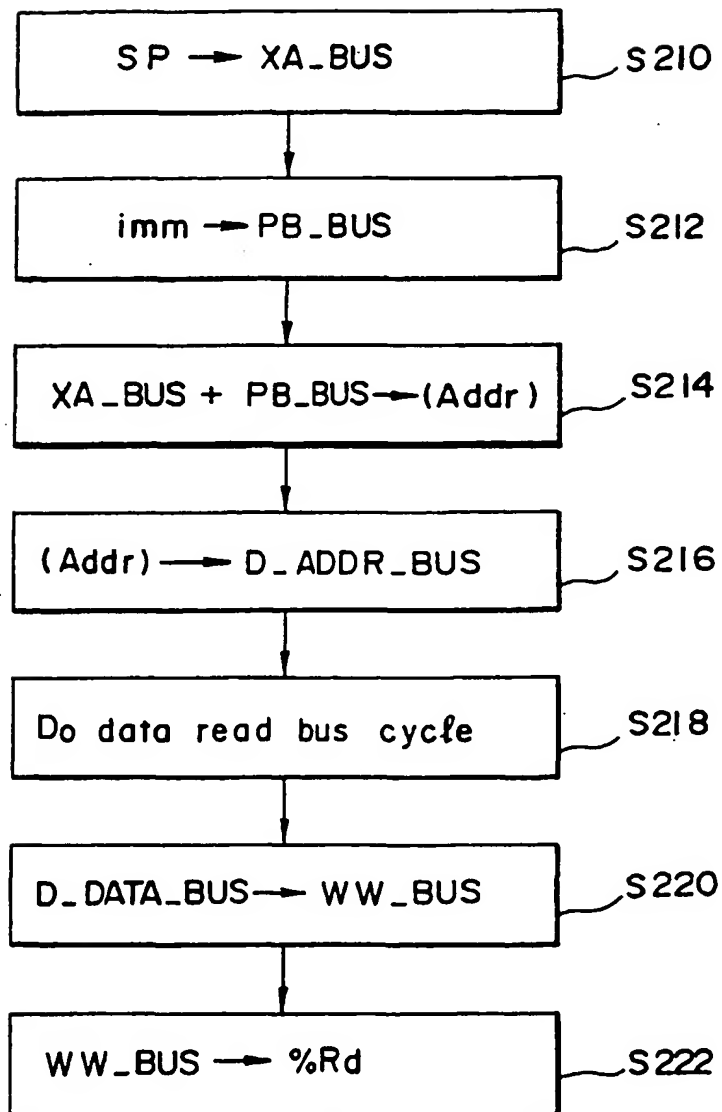 SP → XA_BUS S210
imm → PB_BUS S212
XA_BUS + PB_BUS → (Addr) S214
(Addr) → D_ADDR_BUS S216
Do data read bus cycle S218
D_DATA_BUS → WW_BUS S220
WW_BUS → %Rd S222